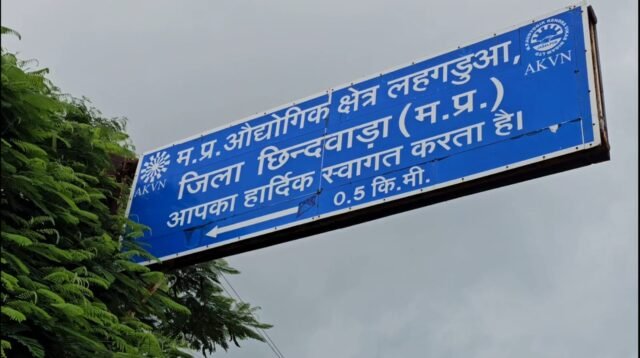 म.प्र.औद्योगिक क्षेत्र लहगडुआ,
जिला छिन्दवाड़ा (म.प्र.)
आपका हार्दिक स्वागत करता है।
0.5 कि.मी.
AKVN
AKVN